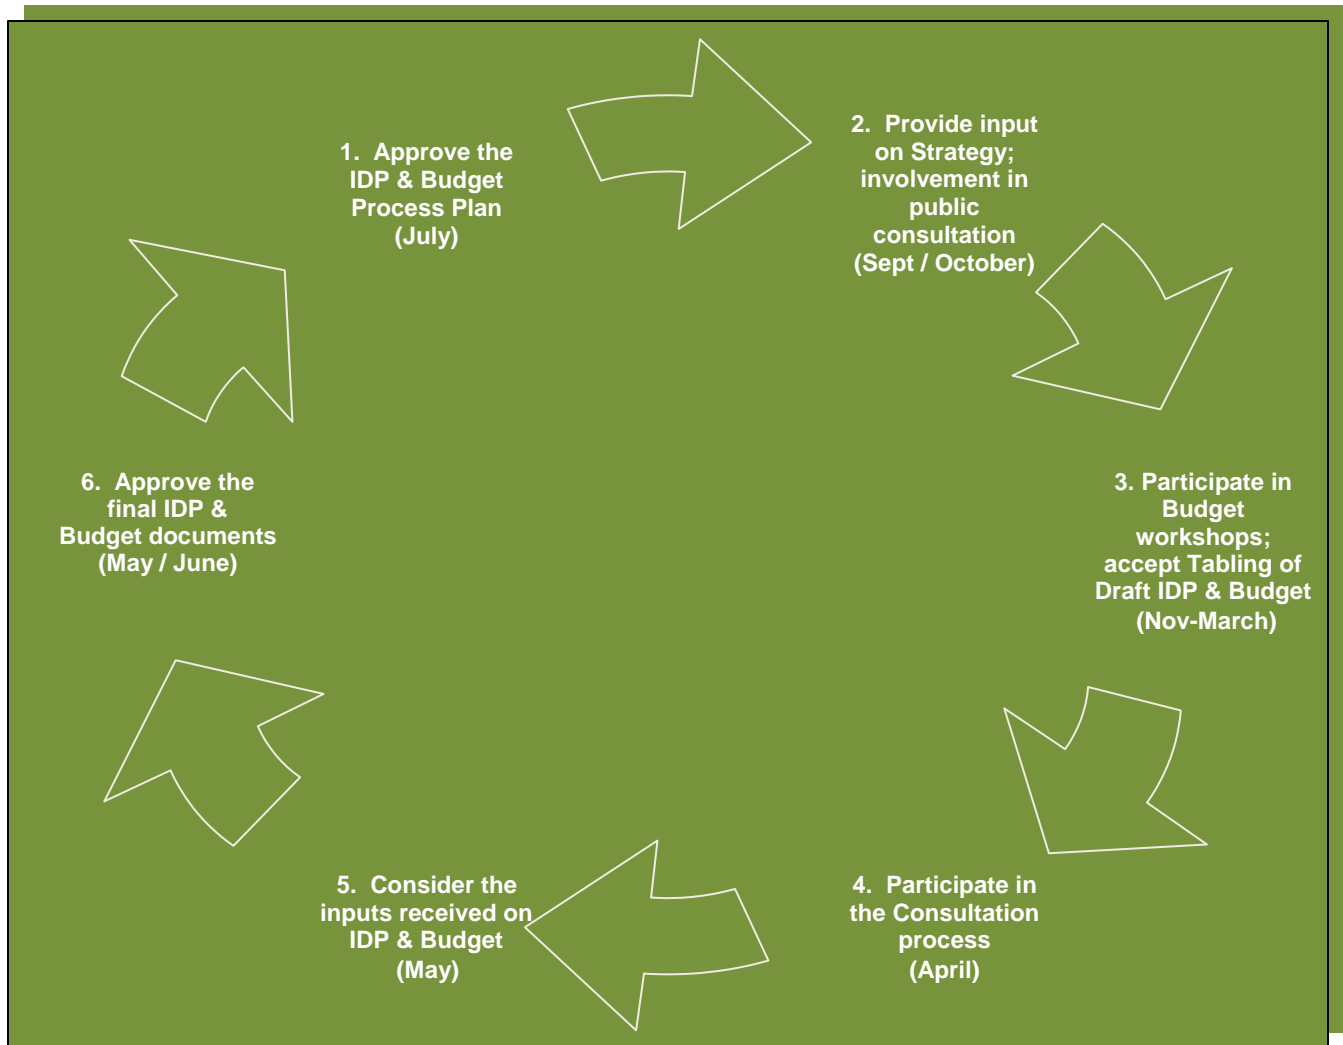 1. Approve the
IDP & Budget
Process Plan
(July)
2. Provide input
on Strategy;
involvement in
public
consultation
(Sept / October)
3. Participate in
Budget
workshops;
accept Tabling of
Draft IDP & Budget
(Nov-March)
4. Participate in
the Consultation
process
(April)
5. Consider the
inputs received on
IDP & Budget
(May)
6. Approve the
final IDP &
Budget documents
(May / June)